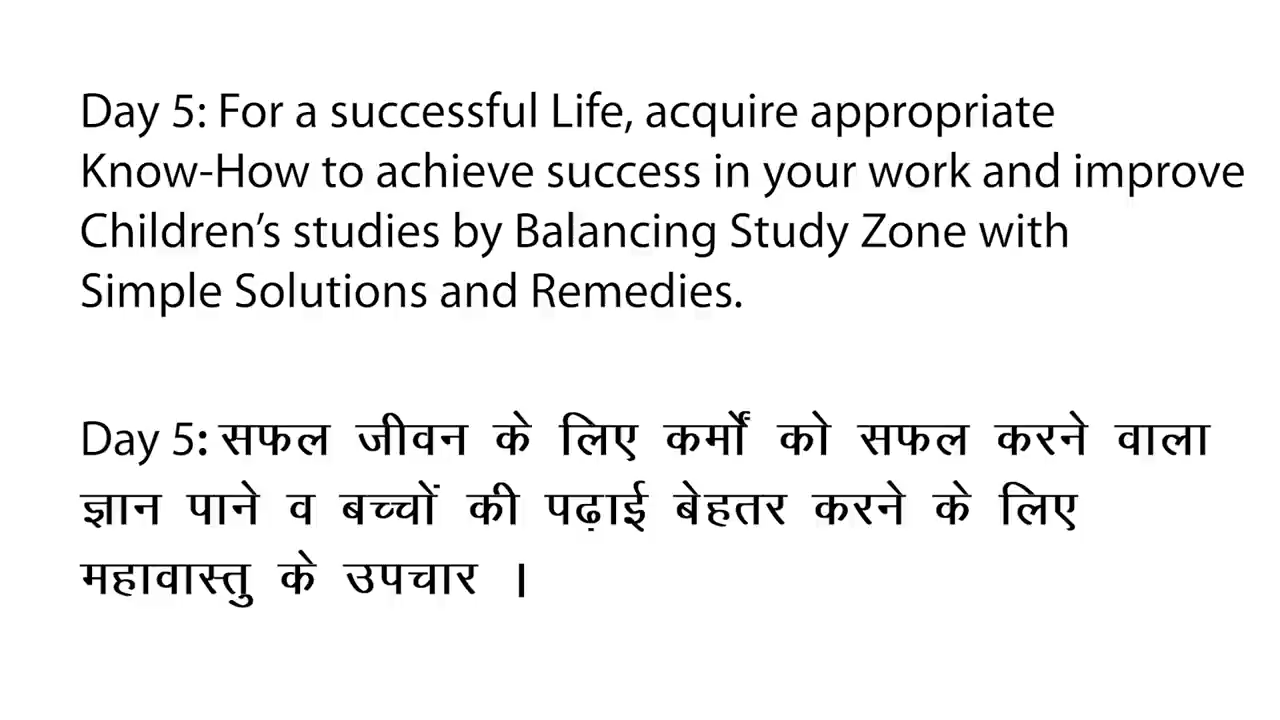 Day 5: For a successful Life, acquire appropriate
Know-How to achieve success in your work and improve
Children’s studies by Balancing Study Zone with
Simple Solutions and Remedies.
Day 5: सफल जीवन के लिए कर्मों को सफल करने वाला
ज्ञान पाने व बच्चों की पढ़ाई बेहतर करने के लिए
महावास्तु के उपचार ।